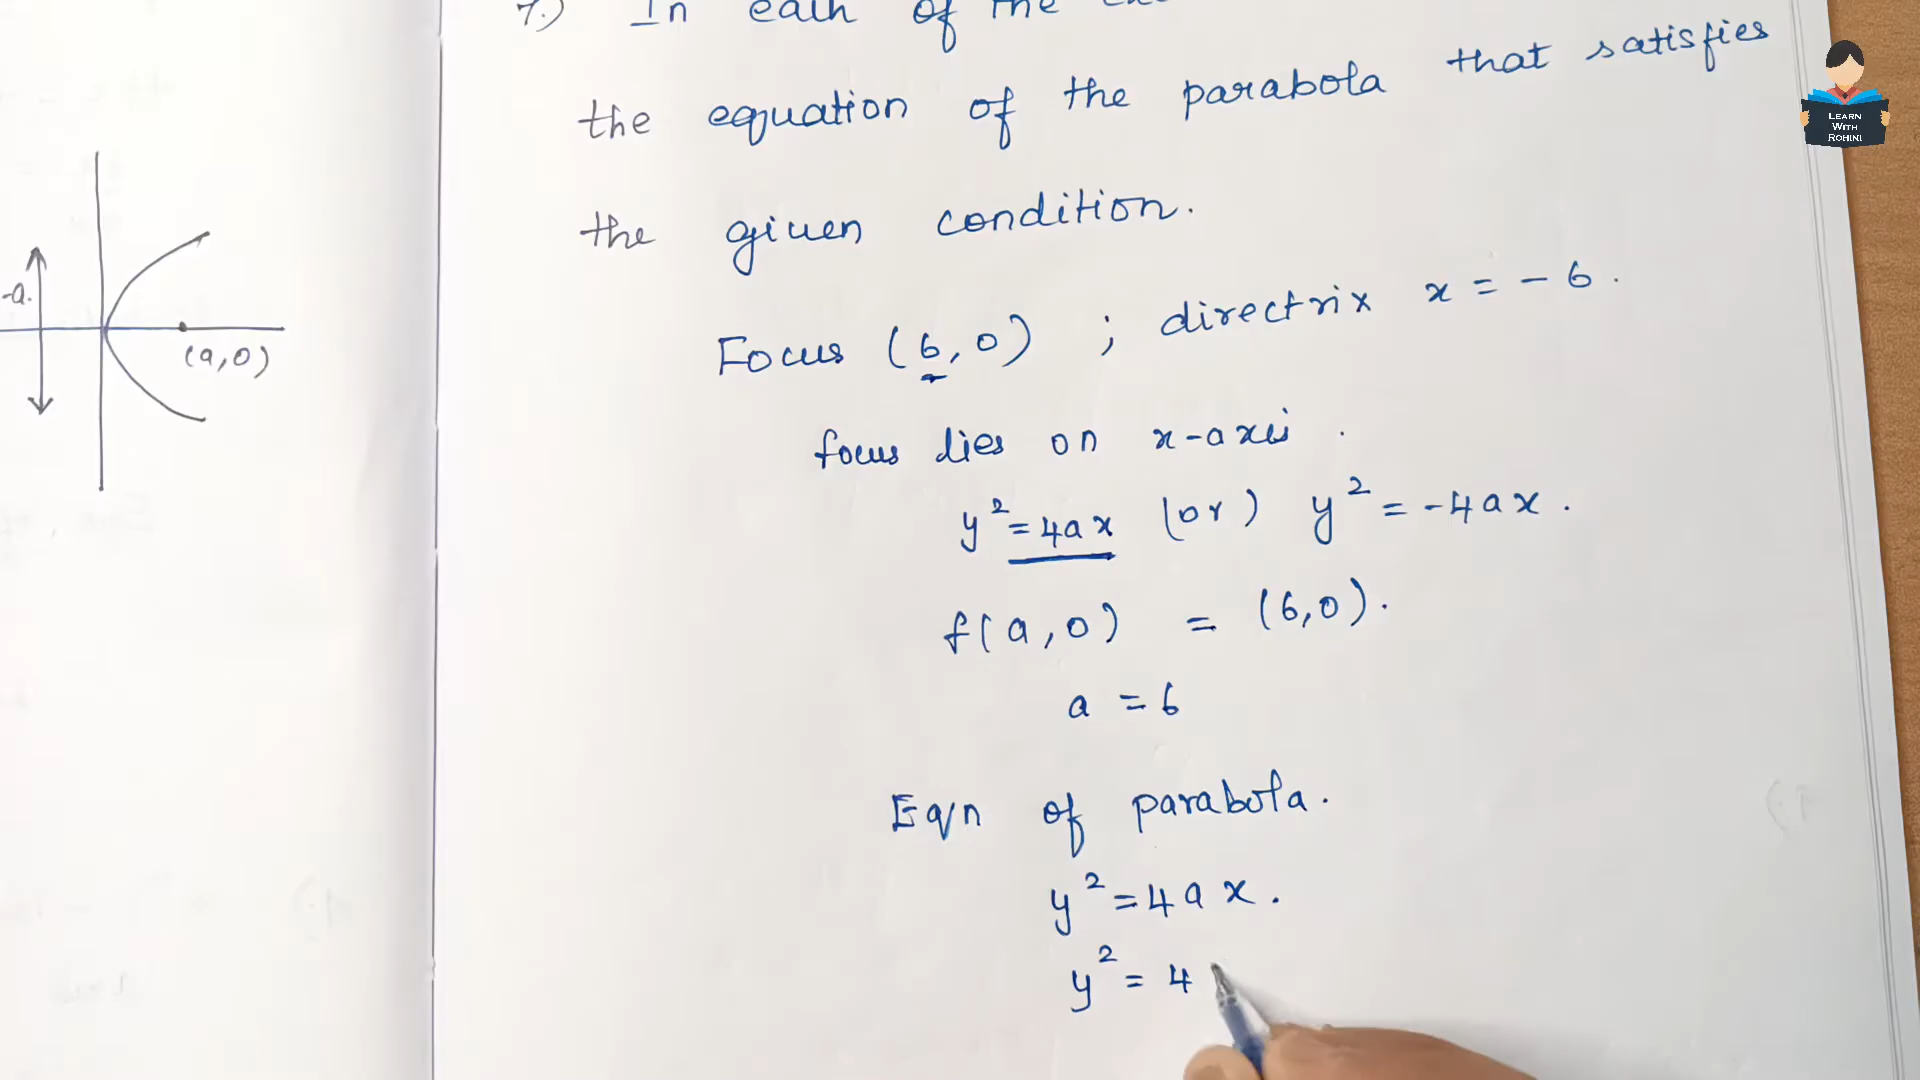 7.) In each of the
the equation of the parabola that satisfies
the given condition.
Focus (6,0) ; directrix x = -6.
focus lies on x-axis.
y² = 4ax (or) y² = -4ax.
f(a,0) = (6,0).
a = 6
Eqn of parabola.
y² = 4ax.
y² = 4
-a.
(a,0)
LEARN
WITH
ROHINI